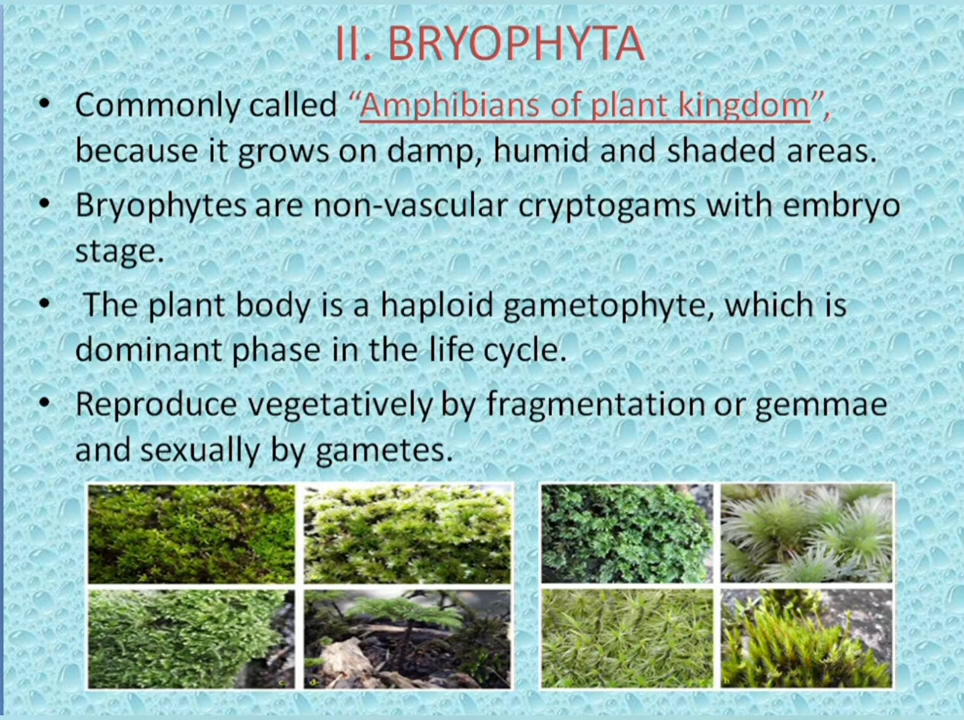 II. BRYOPHYTA
• Commonly called “Amphibians of plant kingdom”,
because it grows on damp, humid and shaded areas.
• Bryophytes are non-vascular cryptogams with embryo
stage.
• The plant body is a haploid gametophyte, which is
dominant phase in the life cycle.
• Reproduce vegetatively by fragmentation or gemmae
and sexually by gametes.